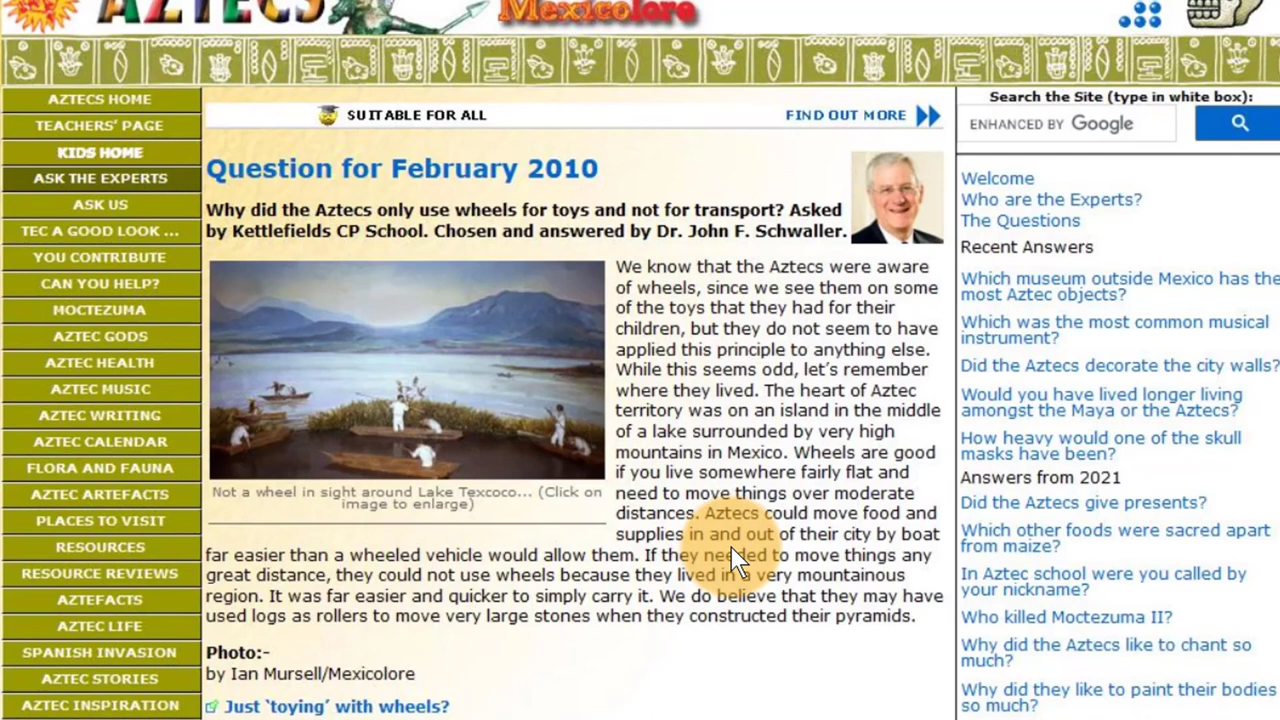 AZTECS
Mexicolore
AZTECS HOME
TEACHERS' PAGE
KIDS HOME
ASK THE EXPERTS
ASK US
TEC A GOOD LOOK ...
YOU CONTRIBUTE
CAN YOU HELP?
MOCTEZUMA
AZTEC GODS
AZTEC HEALTH
AZTEC MUSIC
AZTEC WRITING
AZTEC CALENDAR
FLORA AND FAUNA
AZTEC ARTEFACTS
PLACES TO VISIT
RESOURCES
RESOURCE REVIEWS
AZTEFACTS
AZTEC LIFE
SPANISH INVASION
AZTEC STORIES
AZTEC INSPIRATION
SUITABLE FOR ALL
FIND OUT MORE
Question for February 2010
Why did the Aztecs only use wheels for toys and not for transport? Asked
by Kettlefields CP School. Chosen and answered by Dr. John F. Schwaller.
We know that the Aztecs were aware
of wheels, since we see them on some
of the toys that they had for their
children, but they do not seem to have
applied this principle to anything else.
While this seems odd, let's remember
where they lived. The heart of Aztec
territory was on an island in the middle
of a lake surrounded by very high
mountains in Mexico. Wheels are good
if you live somewhere fairly flat and
need to move things over moderate
distances. Aztecs could move food and
supplies in and out of their city by boat
far easier than a wheeled vehicle would allow them. If they needed to move things any
great distance, they could not use wheels because they lived in a very mountainous
region. It was far easier and quicker to simply carry it. We do believe that they may have
used logs as rollers to move very large stones when they constructed their pyramids.
Not a wheel in sight around Lake Texcoco... (Click on
image to enlarge)
Photo:-
by Ian Mursell/Mexicolore
Just 'toying' with wheels?
Search the Site (type in white box):
ENHANCED BY Google
Welcome
Who are the Experts?
The Questions
Recent Answers
Which museum outside Mexico has the
most Aztec objects?
Which was the most common musical
instrument?
Did the Aztecs decorate the city walls?
Would you have lived longer living
amongst the Maya or the Aztecs?
How heavy would one of the skull
masks have been?
Answers from 2021
Did the Aztecs give presents?
Which other foods were sacred apart
from maize?
In Aztec school were you called by
your nickname?
Who killed Moctezuma II?
Why did the Aztecs like to chant so
much?
Why did they like to paint their bodies
so much?